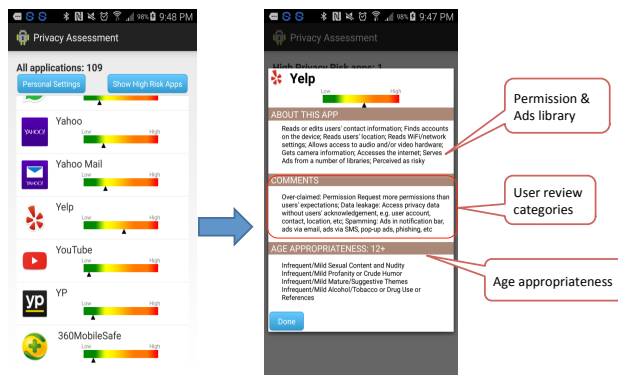 98% 9:48 PM
Privacy Assessment
All applications: 109
Personal Settings
Show High Risk Apps
YAHOO!
Yahoo
Low High
YAHOO!
Yahoo Mail
Low High
Yelp
Low High
YouTube
Low High
yp
YP
Low High
360MobileSafe
Low High
98% 9:47 PM
Privacy Assessment
High Privacy Risk apps: 1
Yelp
Low High
ABOUT THIS APP
Reads or edits users' contact information; Finds accounts
on the device; Reads users' location; Reads WiFi/network
settings; Allows access to audio and/or video hardware;
Gets camera information; Accesses the internet; Serves
Ads from a number of libraries; Perceived as risky
COMMENTS
Over-claimed: Permission Request more permissions than
users' expectations; Data leakage: Access privacy data
without users' acknowledgement, e.g. user account,
contact, location, etc; Spamming: Ads in notification bar,
ads via email, ads via SMS, pop-up ads, phishing, etc
AGE APPROPRIATENESS: 12+
Infrequent/Mild Sexual Content and Nudity
Infrequent/Mild Profanity or Crude Humor
Infrequent/Mild Mature/Suggestive Themes
Infrequent/Mild Alcohol/Tobacco or Drug Use or
References
Done
Permission &
Ads library
User review
categories
Age appropriateness